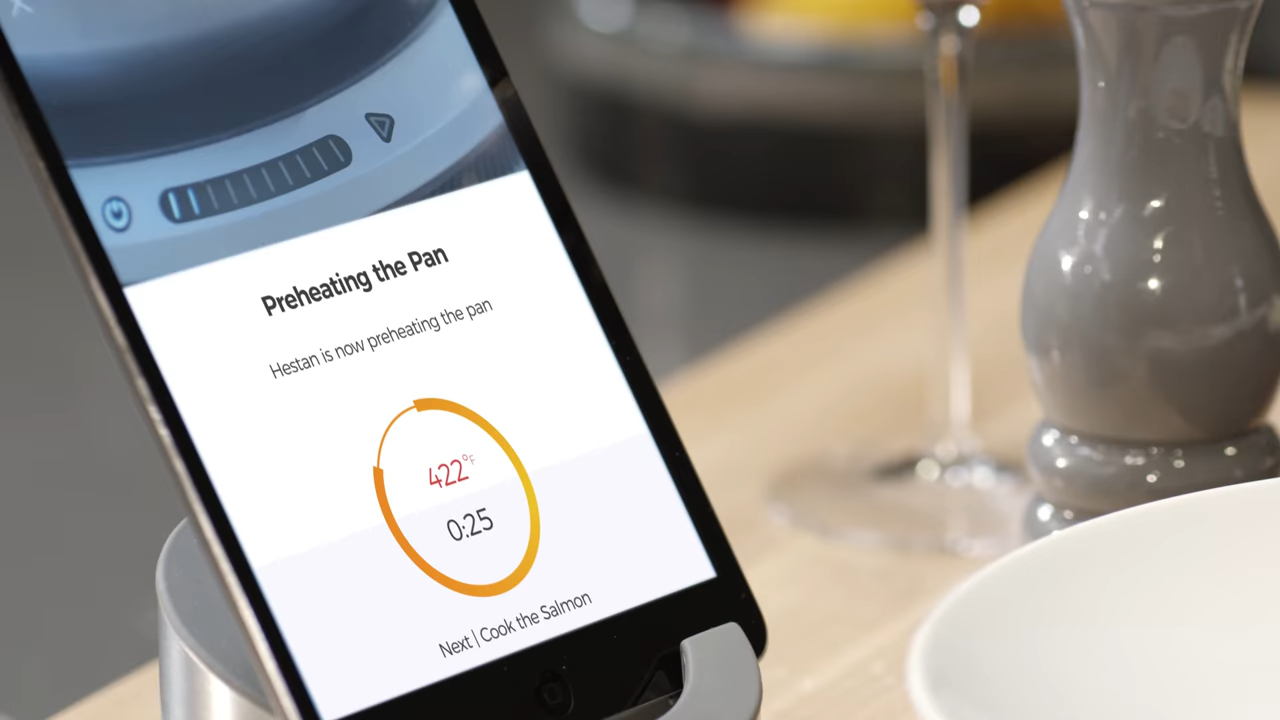 Preheating the Pan
Hestan is now preheating the pan
422°F
0:25
Next | Cook the Salmon